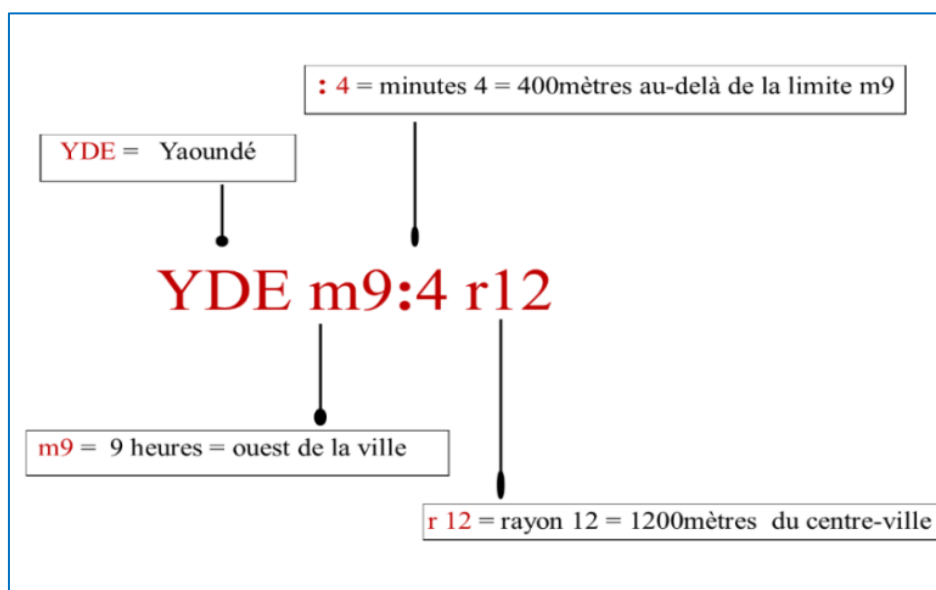 : 4 = minutes 4 = 400mètres au-delà de la limite m9
YDE = Yaoundé
YDE m9:4 r12
m9 = 9 heures = ouest de la ville
r 12 = rayon 12 = 1200mètres du centre-ville